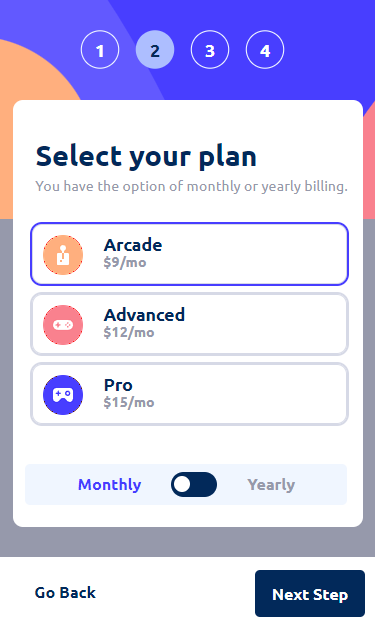 1 2 3 4
Select your plan
You have the option of monthly or yearly billing.
Arcade
$9/mo
Advanced
$12/mo
Pro
$15/mo
Monthly Yearly
Go Back Next Step